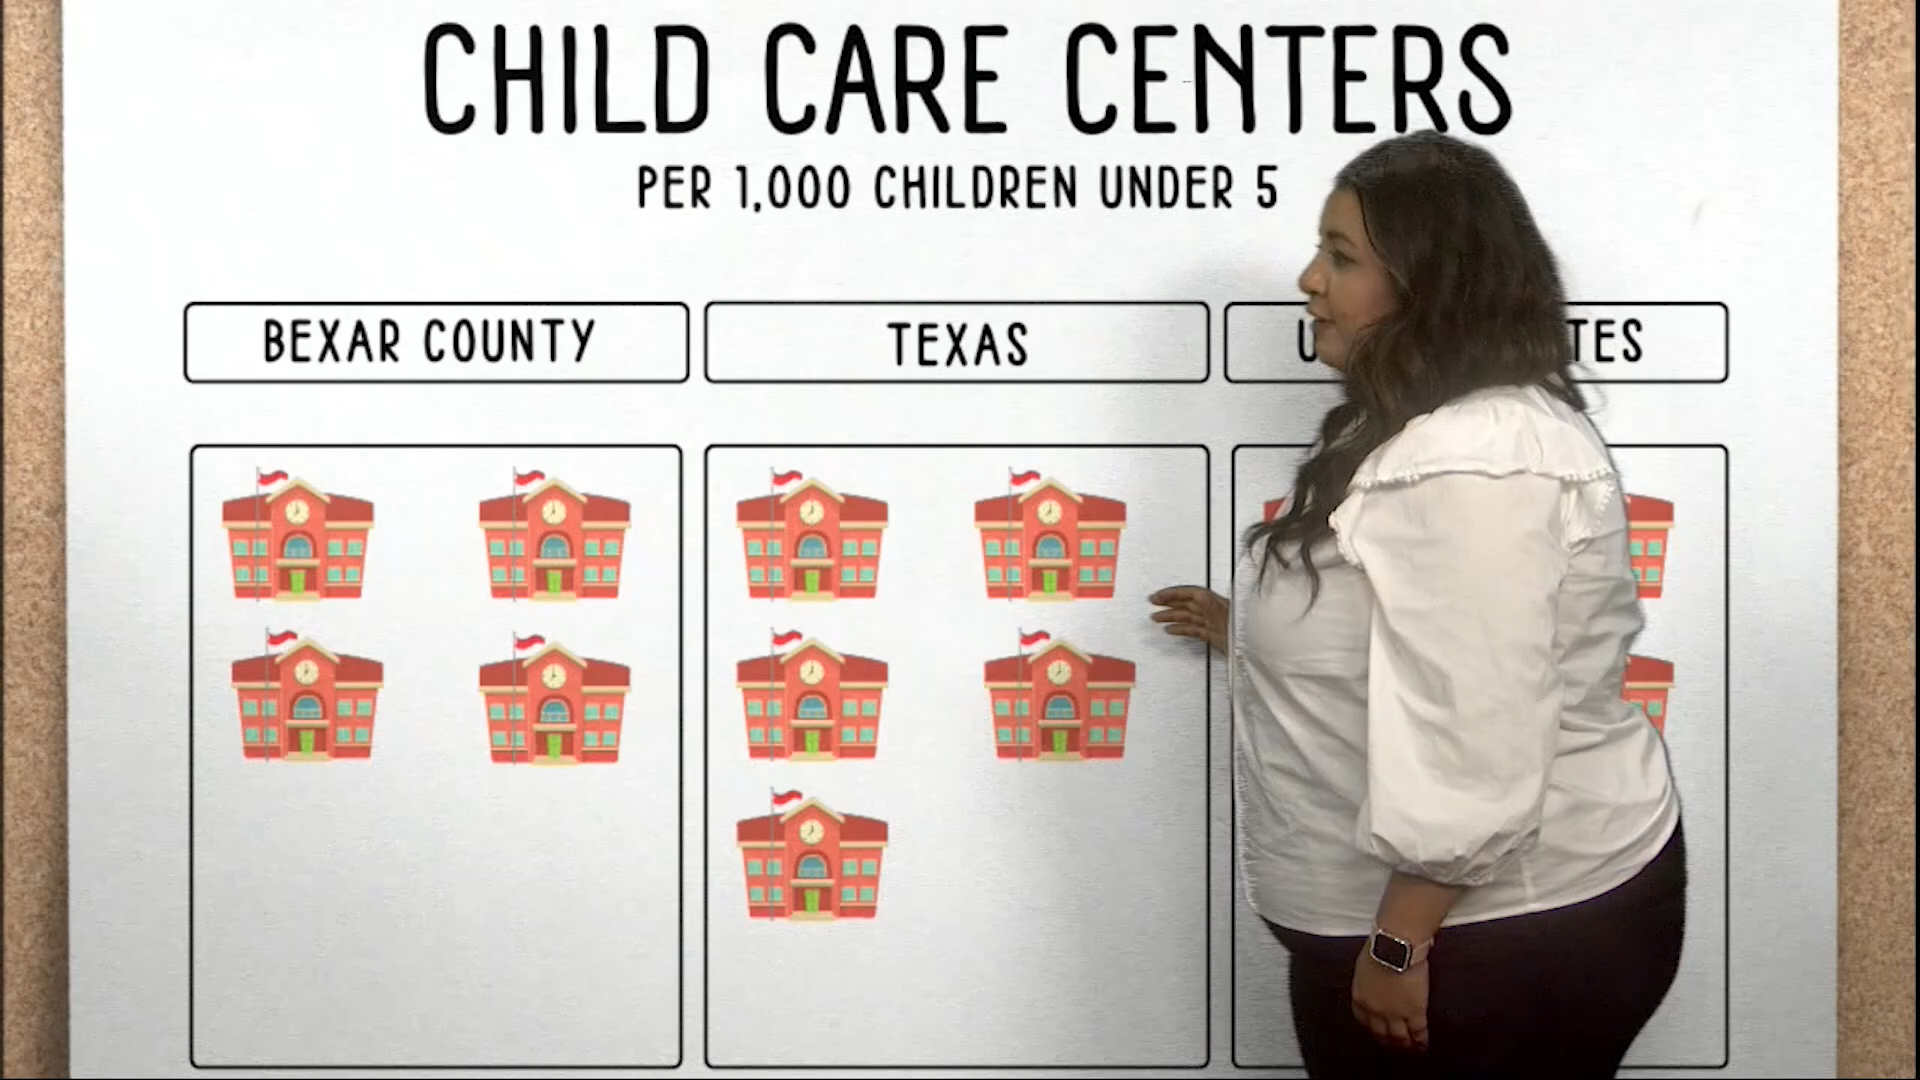 CHILD CARE CENTERS
PER 1,000 CHILDREN UNDER 5
BEXAR COUNTY
TEXAS